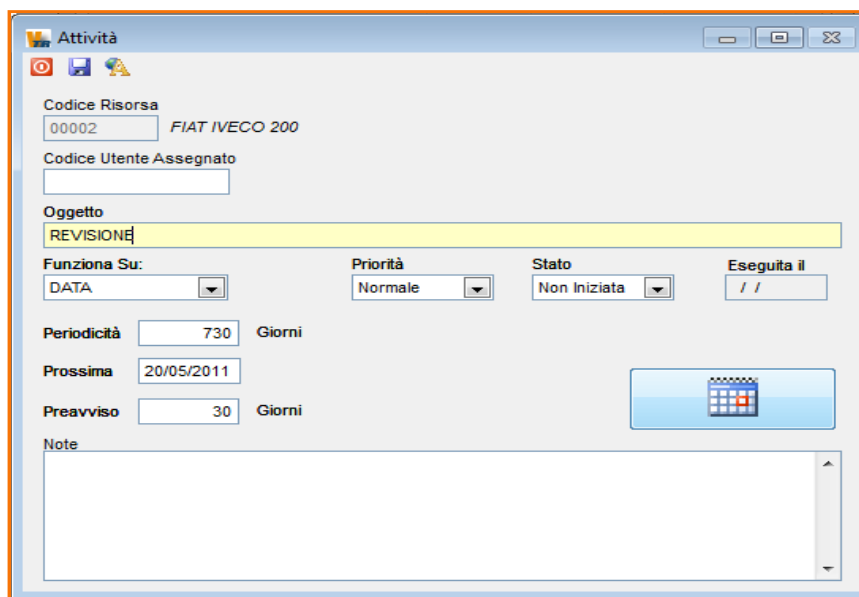 Attività
Codice Risorsa
00002 FIAT IVECO 200
Codice Utente Assegnato
Oggetto
REVISIONE
Funziona Su: Priorità Stato Eseguita il
DATA Normale Non Iniziata / /
Periodicità 730 Giorni
Prossima 20/05/2011
Preavviso 30 Giorni
Note